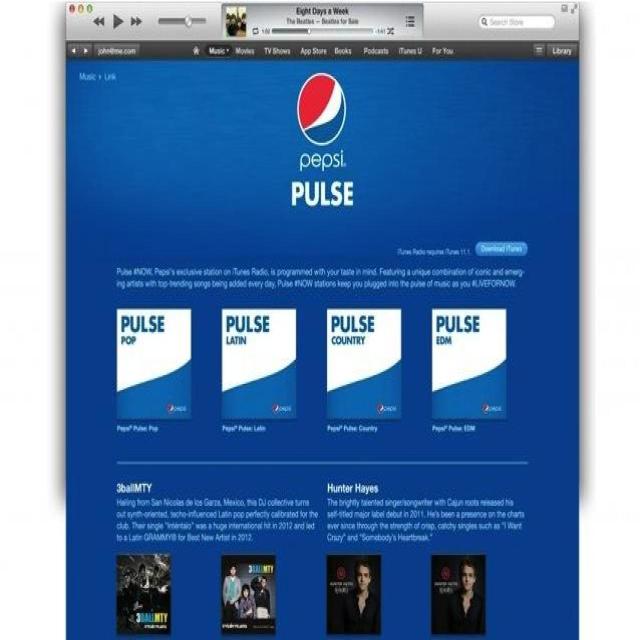 Eight Days a Week
The Beatles — Beatles for Sale
Search Store
john@me.com Music Movies TV Shows App Store Books Podcasts iTunes U For You Library
Music › Link
pepsi.
PULSE
iTunes Radio requires iTunes 11.1. Download iTunes
Pulse #NOW, Pepsi's exclusive station on iTunes Radio, is programmed with your taste in mind. Featuring a unique combination of iconic and emerg-
ing artists with top-trending songs being added every day, Pulse #NOW stations keep you plugged into the pulse of music as you #LIVEFORNOW.
PULSE PULSE PULSE PULSE
POP LATIN COUNTRY EDM
pepsi pepsi pepsi pepsi
Pepsi® Pulse: Pop Pepsi® Pulse: Latin Pepsi® Pulse: Country Pepsi® Pulse: EDM
3ballMTY
Hailing from San Nicolas de los Garza, Mexico, this DJ collective turns
out synth-oriented, techo-influenced Latin pop perfectly calibrated for the
club. Their single "Inténtalo" was a huge international hit in 2012 and led
to a Latin GRAMMY® for Best New Artist in 2012.
Hunter Hayes
The brightly talented singer/songwriter with Cajun roots released his
self-titled major label debut in 2011. He's been a presence on the charts
ever since through the strength of crisp, catchy singles such as "I Want
Crazy" and "Somebody's Heartbreak."
3BALLMTY
3BALLMTY
HUNTER HAYES
HUNTER HAYES